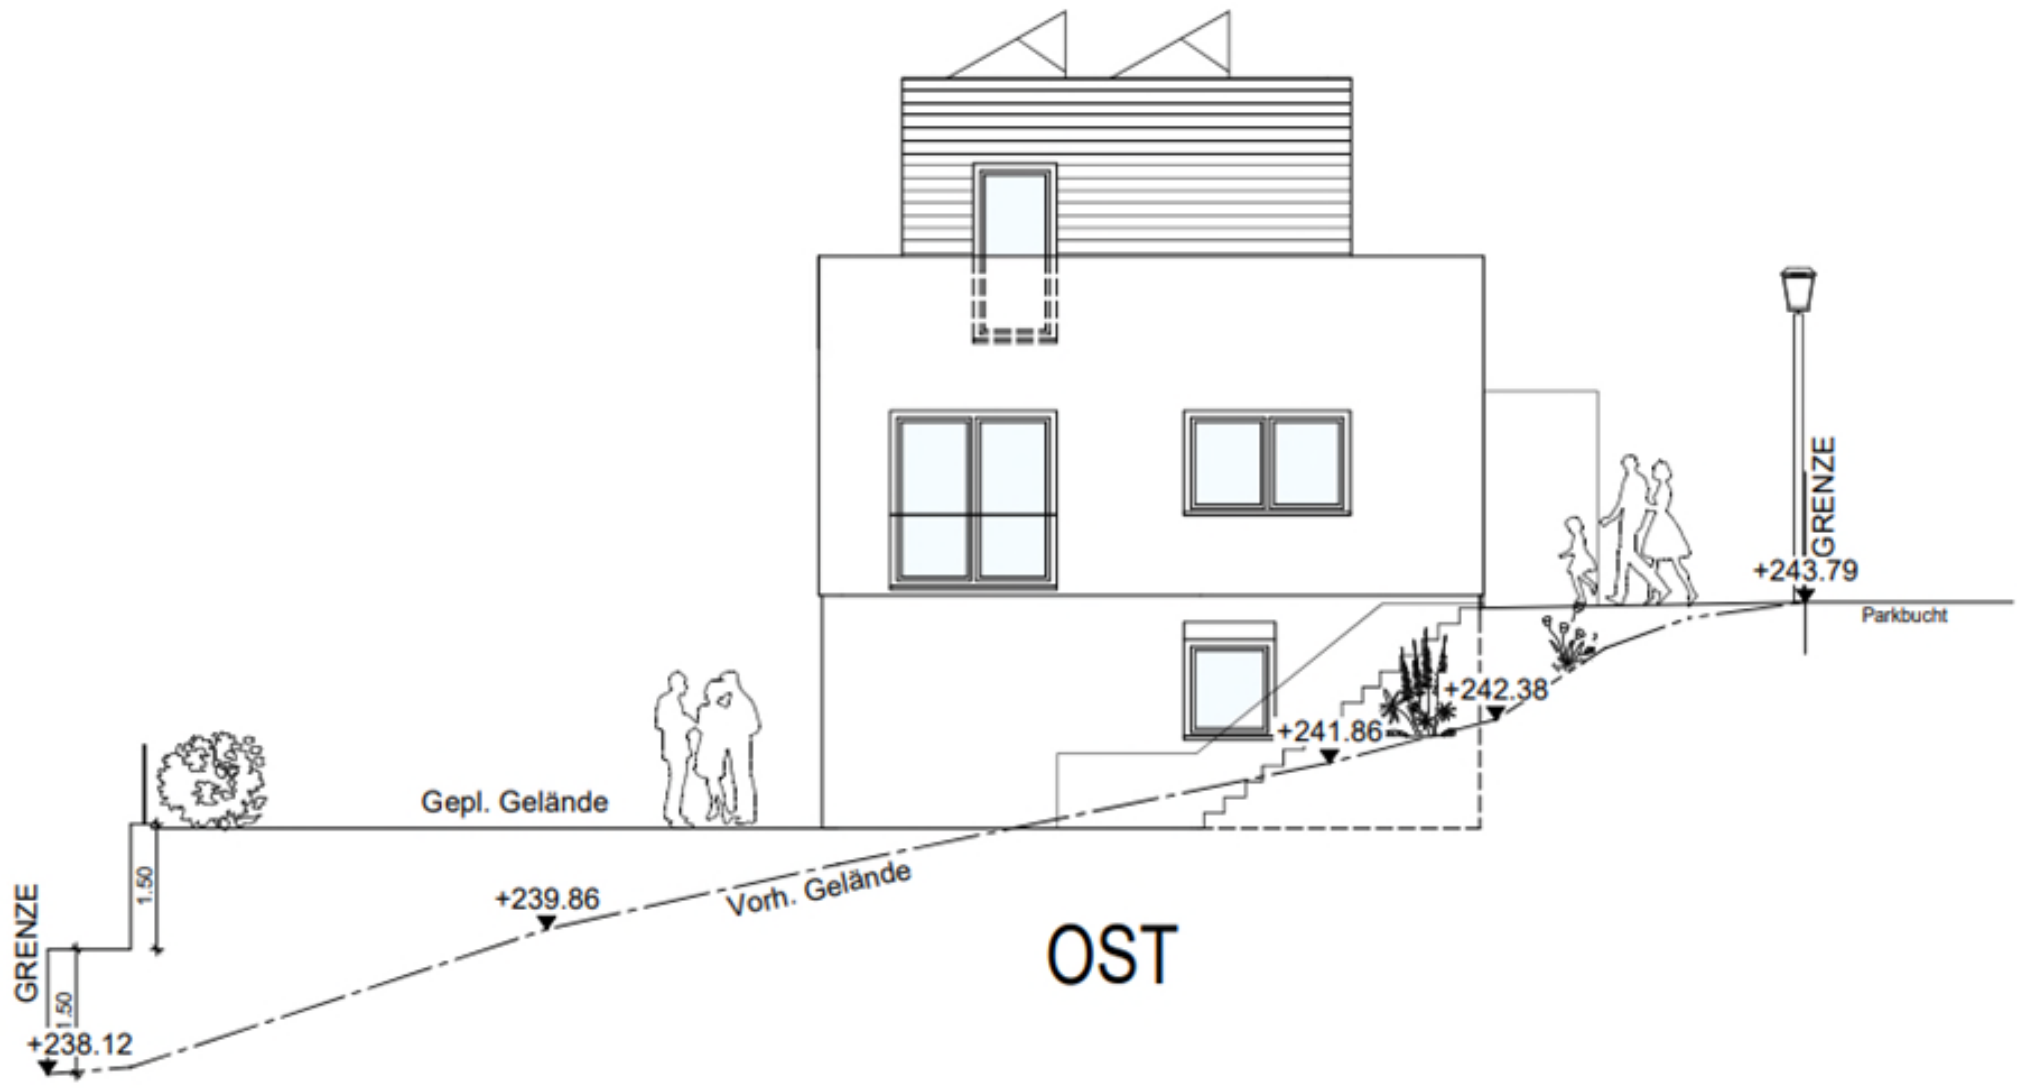 GRENZE
+243.79
Parkbucht
+242.38
+241.86
Gepl. Gelände
1.50
+239.86
Vorh. Gelände
GRENZE
OST
1.50
+238.12